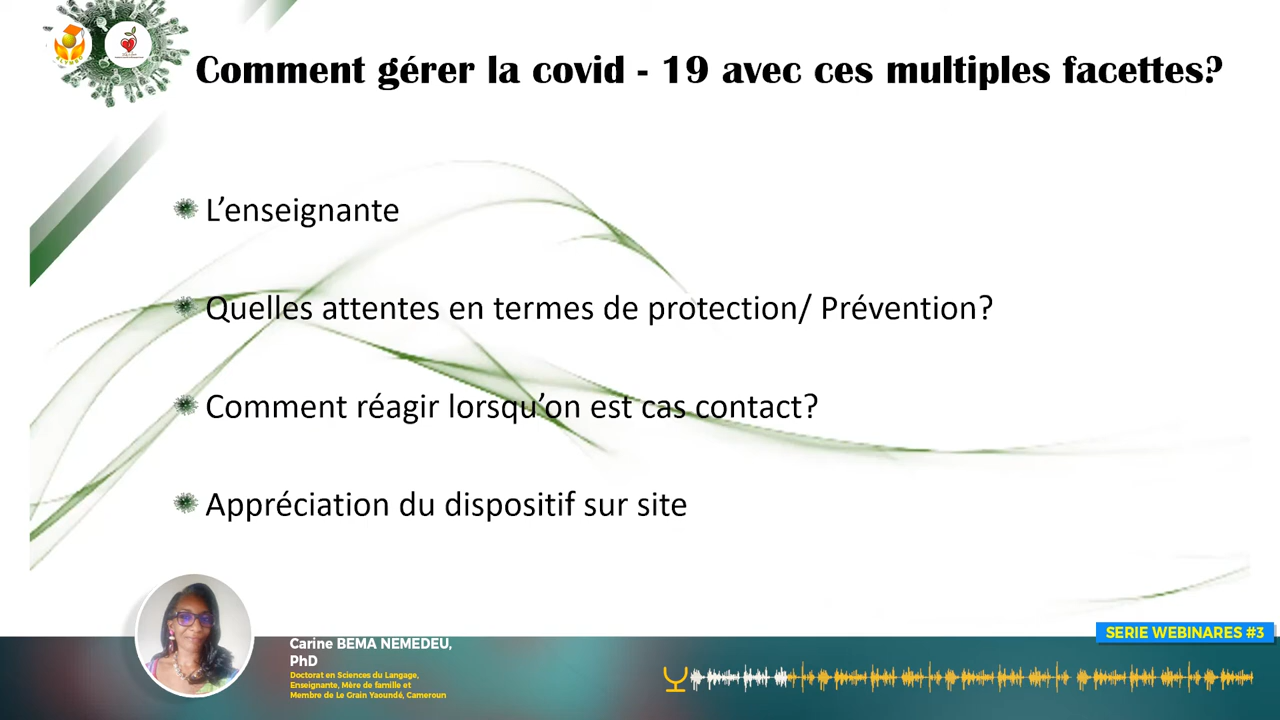 Comment gérer la covid - 19 avec ces multiples facettes?
L’enseignante
Quelles attentes en termes de protection/ Prévention?
Comment réagir lorsqu’on est cas contact?
Appréciation du dispositif sur site
SERIE WEBINARES #3
Carine BEMA NEMEDEU,
PhD
Doctorat en Sciences du Langage,
Enseignante, Mère de famille et
Membre de Le Grain Yaoundé, Cameroun